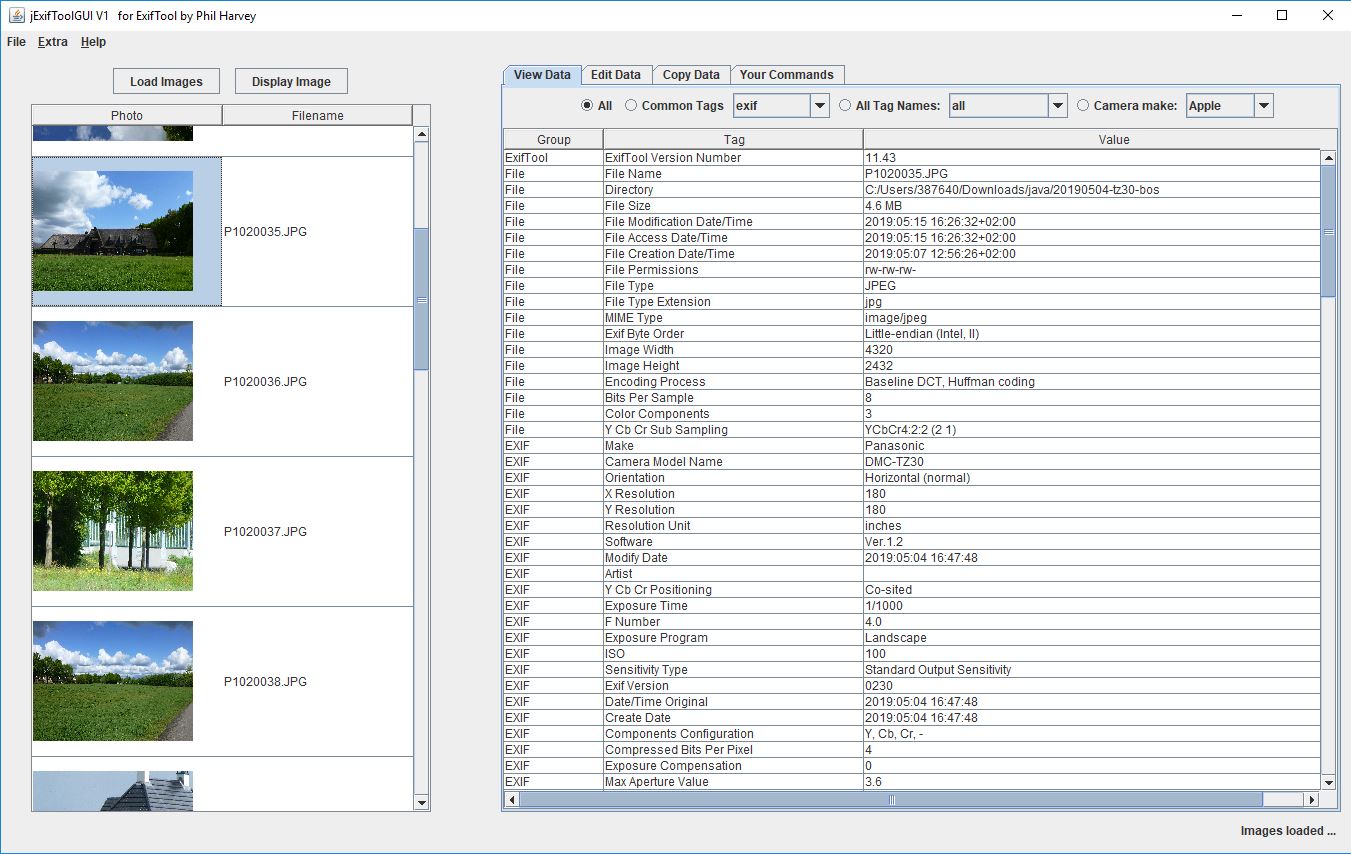 jExifToolGUI V1 for ExifTool by Phil Harvey
File Extra Help
Load Images Display Image
Photo Filename
P1020035.JPG
P1020036.JPG
P1020037.JPG
P1020038.JPG
View Data Edit Data Copy Data Your Commands
All Common Tags exif All Tag Names: all Camera make: Apple
Group Tag Value
ExifTool ExifTool Version Number 11.43
File File Name P1020035.JPG
File Directory C:/Users/387640/Downloads/java/20190504-tz30-bos
File File Size 4.6 MB
File File Modification Date/Time 2019:05:15 16:26:32+02:00
File File Access Date/Time 2019:05:15 16:26:32+02:00
File File Creation Date/Time 2019:05:07 12:56:26+02:00
File File Permissions rw-rw-rw-
File File Type JPEG
File File Type Extension jpg
File MIME Type image/jpeg
File Exif Byte Order Little-endian (Intel, II)
File Image Width 4320
File Image Height 2432
File Encoding Process Baseline DCT, Huffman coding
File Bits Per Sample 8
File Color Components 3
File Y Cb Cr Sub Sampling YCbCr4:2:2 (2 1)
EXIF Make Panasonic
EXIF Camera Model Name DMC-TZ30
EXIF Orientation Horizontal (normal)
EXIF X Resolution 180
EXIF Y Resolution 180
EXIF Resolution Unit inches
EXIF Software Ver.1.2
EXIF Modify Date 2019:05:04 16:47:48
EXIF Artist
EXIF Y Cb Cr Positioning Co-sited
EXIF Exposure Time 1/1000
EXIF F Number 4.0
EXIF Exposure Program Landscape
EXIF ISO 100
EXIF Sensitivity Type Standard Output Sensitivity
EXIF Exif Version 0230
EXIF Date/Time Original 2019:05:04 16:47:48
EXIF Create Date 2019:05:04 16:47:48
EXIF Components Configuration Y, Cb, Cr, -
EXIF Compressed Bits Per Pixel 4
EXIF Exposure Compensation 0
EXIF Max Aperture Value 3.6
Images loaded ...